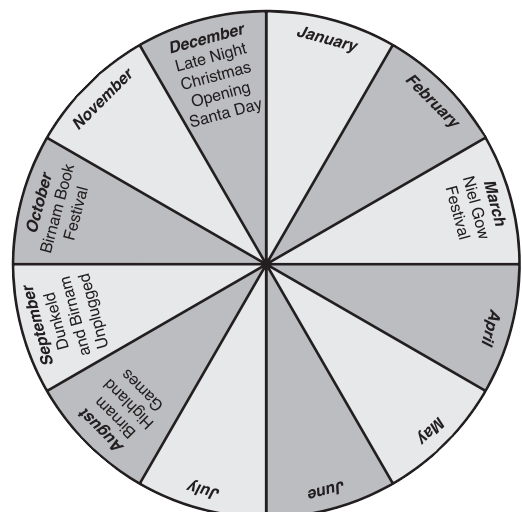 January
February
March
Niel Gow
Festival
April
May
June
July
August
Birnam
Highland
Games
September
Dunkeld
and Birnam
Unplugged
October
Birnam Book
Festival
November
December
Late Night
Christmas
Opening
Santa Day